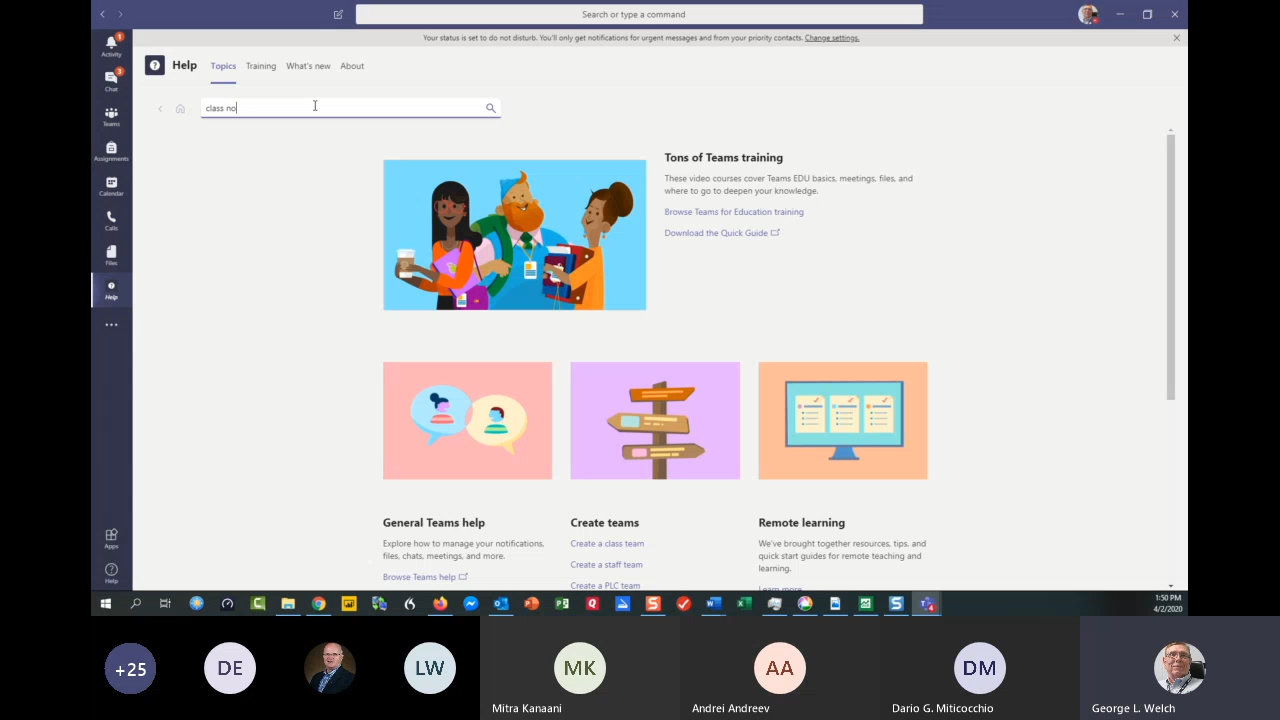 Search or type a command
Your status is set to do not disturb. You'll only get notifications for urgent messages and from your priority contacts. Change settings.
Activity
1
Chat
3
Teams
Assignments
Calendar
Calls
Files
Help
Apps
Help
Help
Topics
Training
What's new
About
class no
Tons of Teams training
These video courses cover Teams EDU basics, meetings, files, and
where to go to deepen your knowledge.
Browse Teams for Education training
Download the Quick Guide
General Teams help
Explore how to manage your notifications,
files, chats, meetings, and more.
Browse Teams help
Create teams
Create a class team
Create a staff team
Create a PLC team
Remote learning
We've brought together resources, tips, and
quick start guides for remote teaching and
learning.
Learn more
1:50 PM
4/2/2020
+25
DE
LW
MK
Mitra Kanaani
AA
Andrei Andreev
DM
Dario G. Miticocchio
George L. Welch